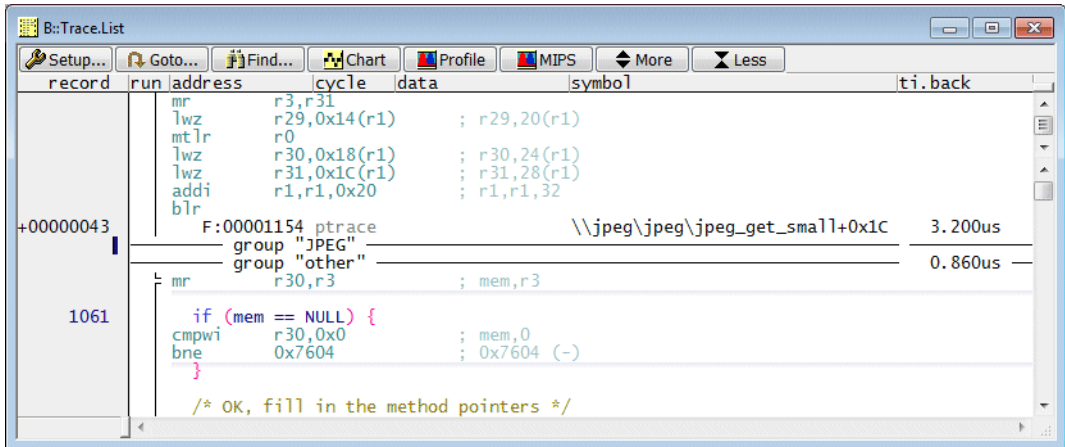 B::Trace.List
Setup... Goto... Find... Chart Profile MIPS More Less
record run address cycle data symbol ti.back
mr r3,r31
lwz r29,0x14(r1) ; r29,20(r1)
mtlr r0
lwz r30,0x18(r1) ; r30,24(r1)
lwz r31,0x1C(r1) ; r31,28(r1)
addi r1,r1,0x20 ; r1,r1,32
blr
+00000043 F:00001154 ptrace \\jpeg\jpeg\jpeg_get_small+0x1C 3.200us
group "JPEG"
group "other" 0.860us
mr r30,r3 ; mem,r3
1061 if (mem == NULL) {
cmpwi r30,0x0 ; mem,0
bne 0x7604 ; 0x7604 (-)
}
/* OK, fill in the method pointers */